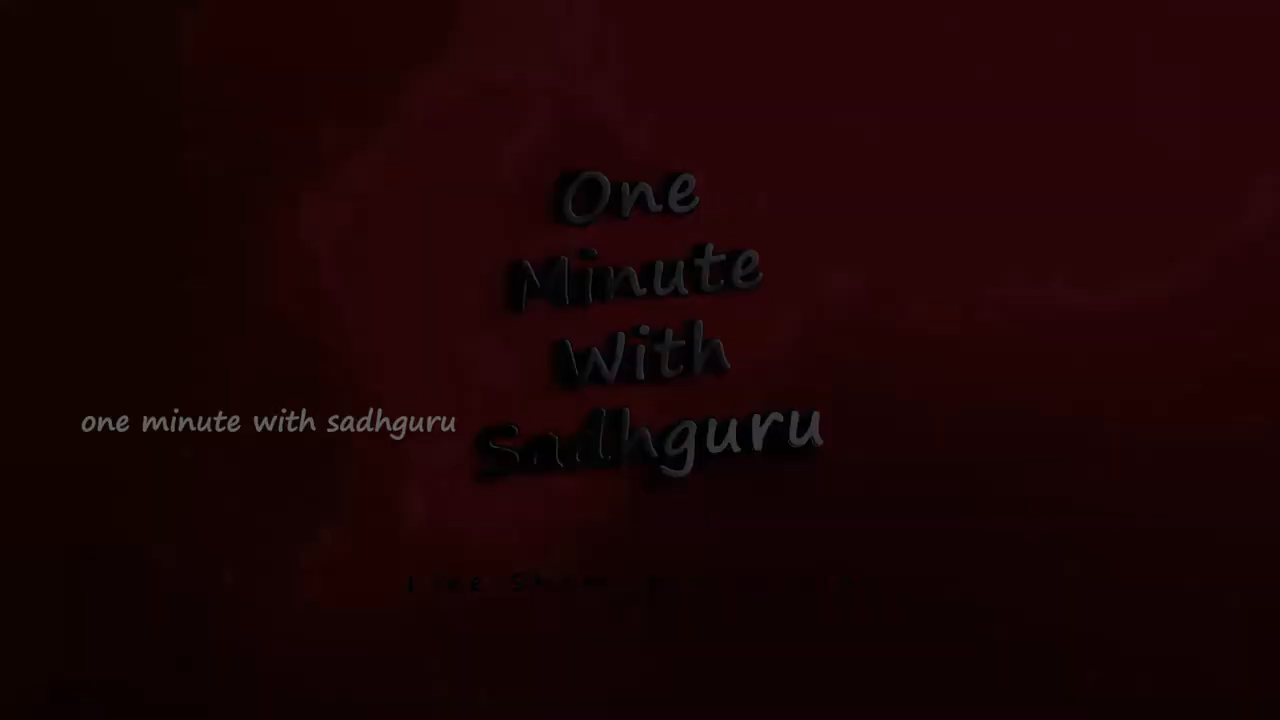 One
Minute
With
Sadhguru
one minute with sadhguru